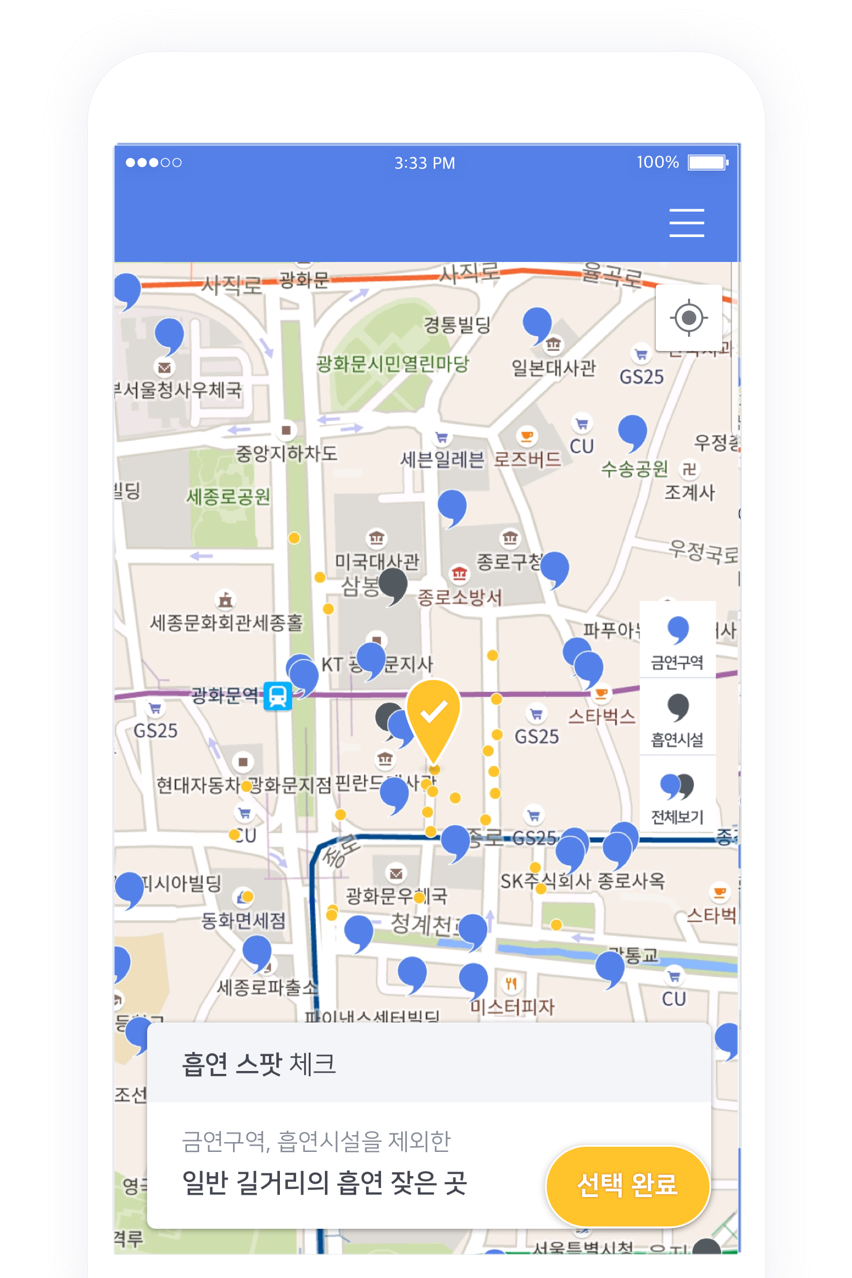 3:33 PM
100%
사직로
광화문
사직로
율곡로
경통빌딩
광화문시민열린마당
일본대사관
GS25
부서울청사우체국
중앙지하차도
세븐일레븐
로즈버드
CU
수송공원
우정총
빌딩
세종로공원
조계사
미국대사관
종로구청
우정국로
삼봉
종로소방서
세종문화회관세종홀
파푸아뉴
사
KT 광화문지사
금연구역
광화문역
GS25
스타벅스
GS25
흡연시설
현대자동차 광화문지점
핀란드대사관
전체보기
CU
종로
종로
GS25
종
피시아빌딩
SK주식회사 종로사옥
광화문우체국
스타벅
동화면세점
청계천
광통교
세종로파출소
미스터피자
CU
파이낸스센터빌딩
흡연 스팟 체크
조선
금연구역, 흡연시설을 제외한
일반 길거리의 흡연 잦은 곳
선택 완료
격루
서울특별시청